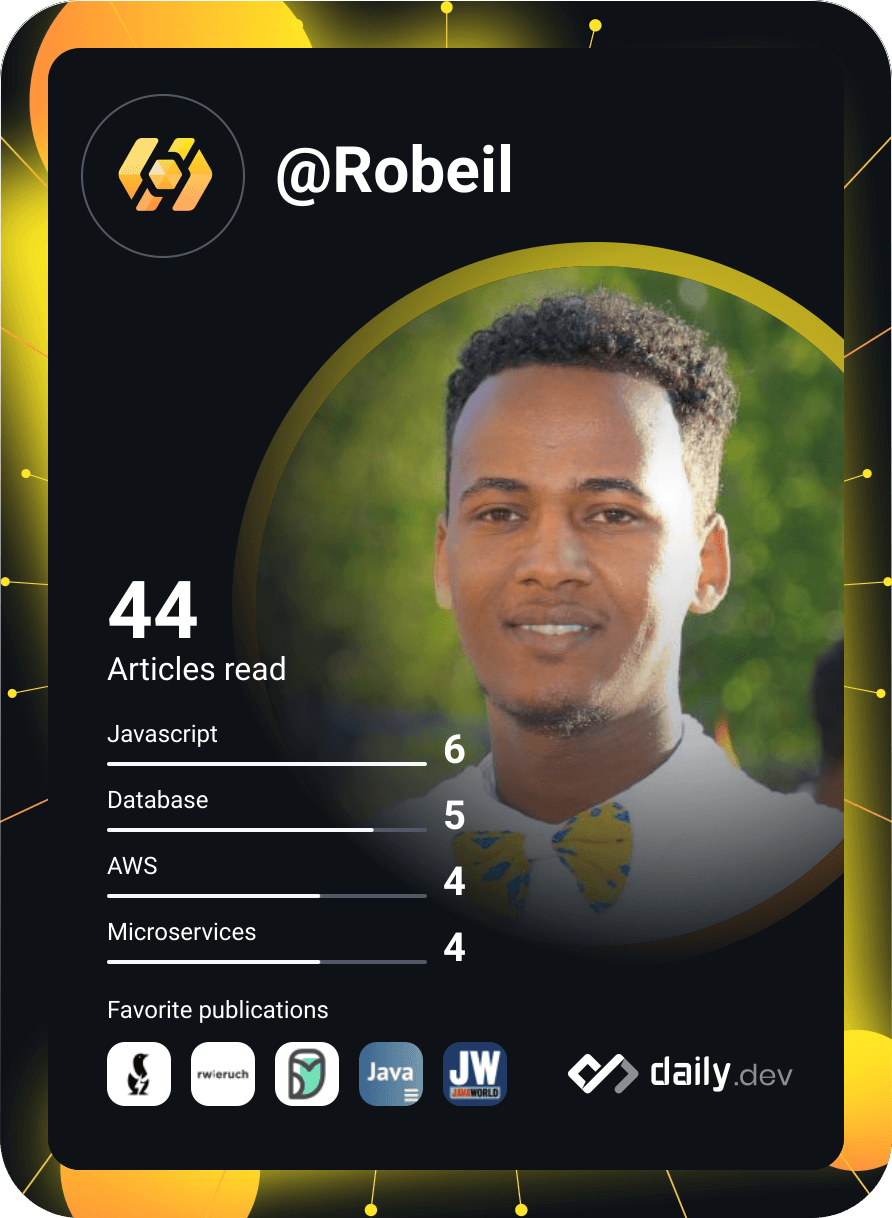 @Robeil
44
Articles read
Javascript
6
Database
5
AWS
4
Microservices
4
Favorite publications
rwieruch
Java
JW
JAVAWORLD
daily.dev